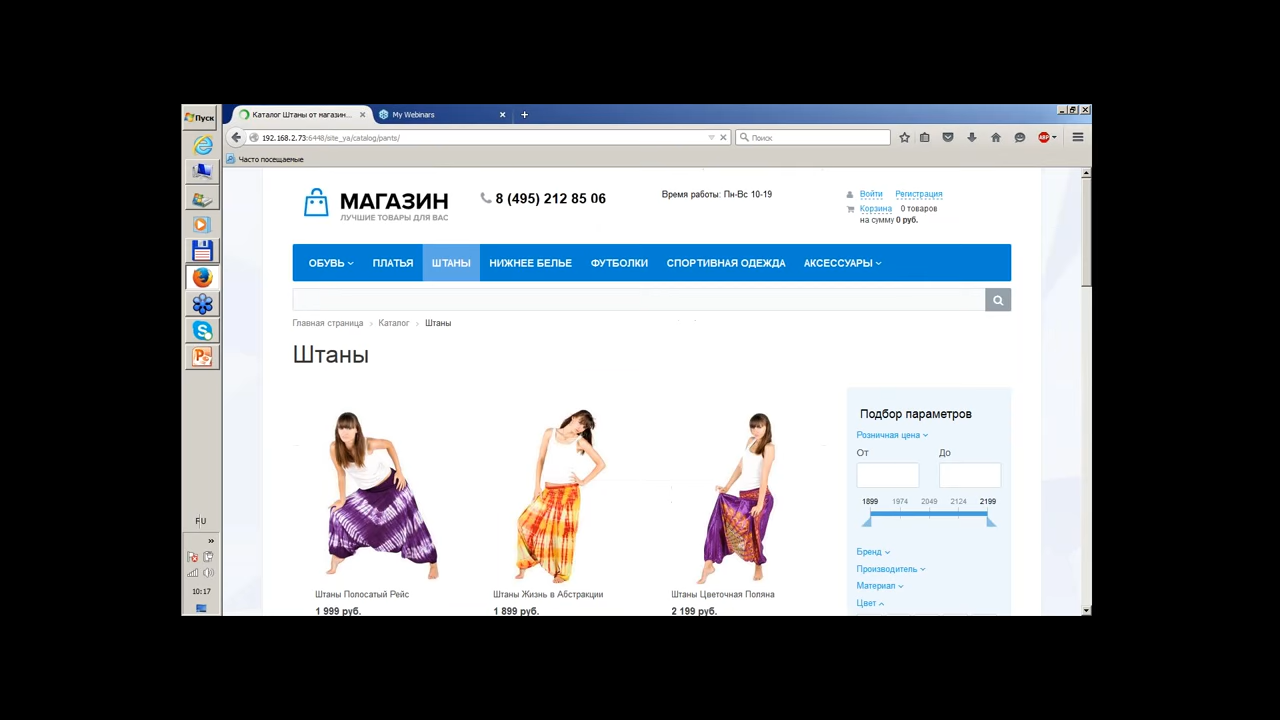 Пуск
Каталог Штаны от магазин...
My Webinars
192.168.2.73:6448/site_ya/catalog/pants/
Поиск
ABP
Часто посещаемые
МАГАЗИН
ЛУЧШИЕ ТОВАРЫ ДЛЯ ВАС
8 (495) 212 85 06
Время работы: Пн-Вс 10-19
Войти Регистрация
Корзина 0 товаров
на сумму 0 руб.
ОБУВЬ ПЛАТЬЯ ШТАНЫ НИЖНЕЕ БЕЛЬЕ ФУТБОЛКИ СПОРТИВНАЯ ОДЕЖДА АКСЕССУАРЫ
Главная страница > Каталог > Штаны
Штаны
Подбор параметров
Розничная цена
От До
1899 1974 2049 2124 2199
Бренд
Производитель
Материал
Цвет
Штаны Полосатый Рейс
1 999 руб.
Штаны Жизнь в Абстракции
1 899 руб.
Штаны Цветочная Поляна
2 199 руб.
»
10:17